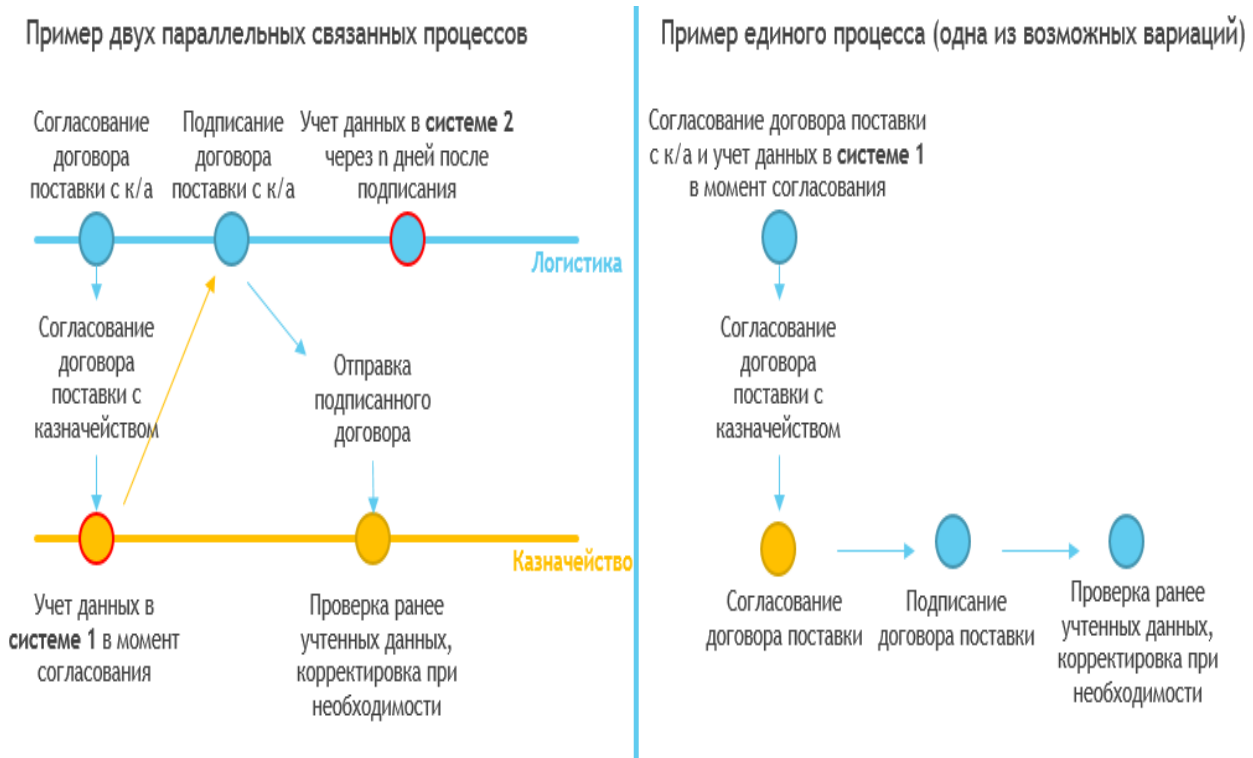 Пример двух параллельных связанных процессов
Согласование
договора
поставки с к/а
Подписание
договора
поставки с к/а
Учет данных в системе 2
через n дней после
подписания
Логистика
Согласование
договора
поставки с
казначейством
Отправка
подписанного
договора
Казначейство
Учет данных в
системе 1 в момент
согласования
Проверка ранее
учтенных данных,
корректировка при
необходимости
Пример единого процесса (одна из возможных вариаций)
Согласование договора поставки
с к/а и учет данных в системе 1
в момент согласования
Согласование
договора
поставки с
казначейством
Согласование
договора поставки
Подписание
договора поставки
Проверка ранее
учтенных данных,
корректировка при
необходимости